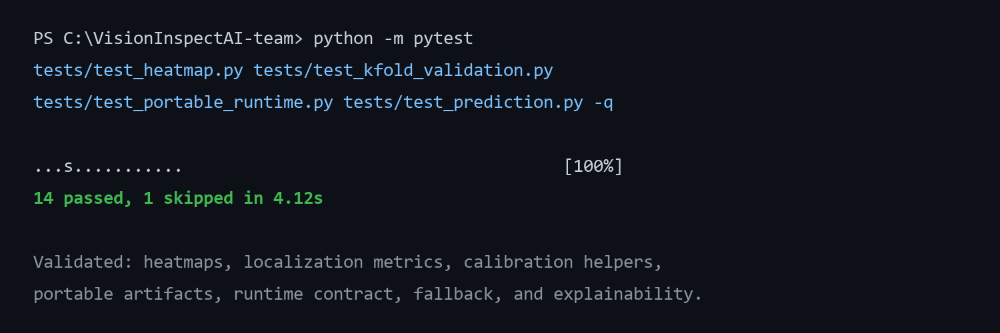 PS C:\VisionInspectAI-team> python -m pytest
tests/test_heatmap.py tests/test_kfold_validation.py
tests/test_portable_runtime.py tests/test_prediction.py -q
...s........... [100%]
14 passed, 1 skipped in 4.12s
Validated: heatmaps, localization metrics, calibration helpers,
portable artifacts, runtime contract, fallback, and explainability.